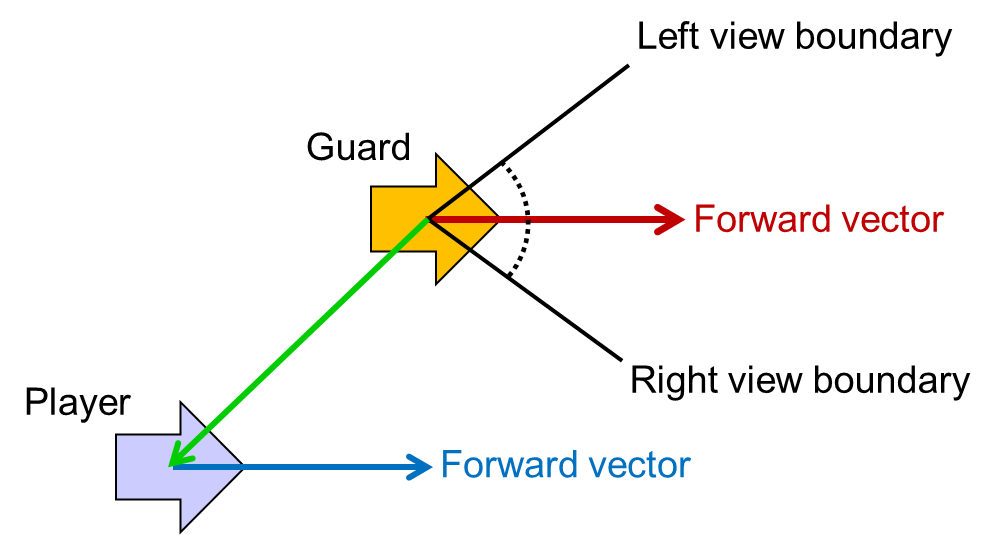 Left view boundary
Guard
Forward vector
Right view boundary
Player
Forward vector